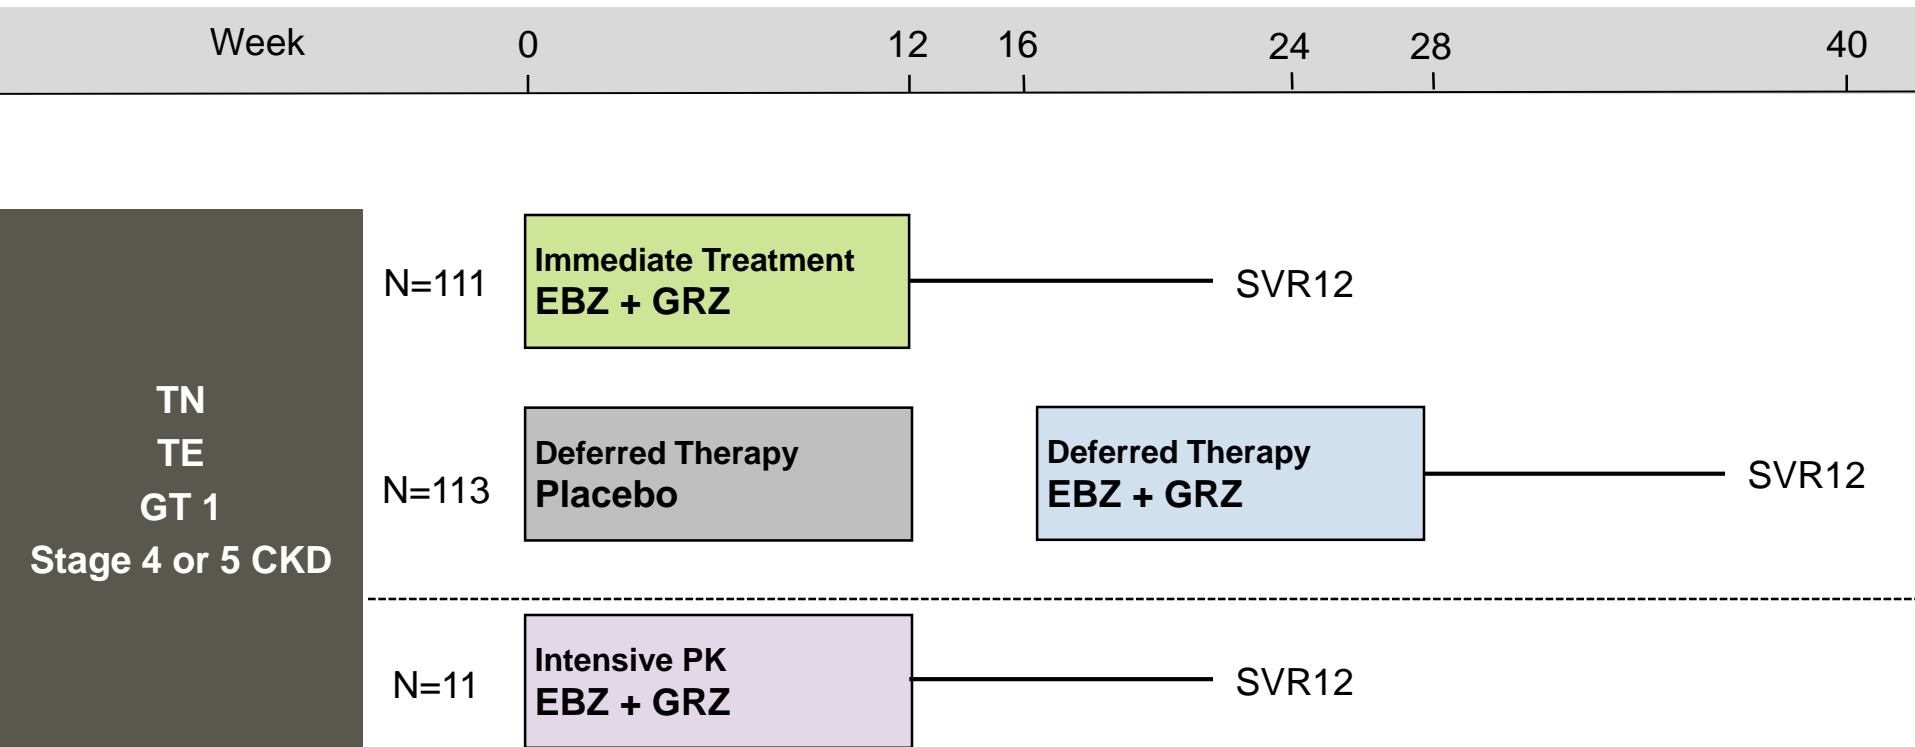 Week 0 12 16 24 28 40
TN
TE
GT 1
Stage 4 or 5 CKD
N=111
Immediate Treatment
EBZ + GRZ
SVR12
N=113
Deferred Therapy
Placebo
Deferred Therapy
EBZ + GRZ
SVR12
N=11
Intensive PK
EBZ + GRZ
SVR12